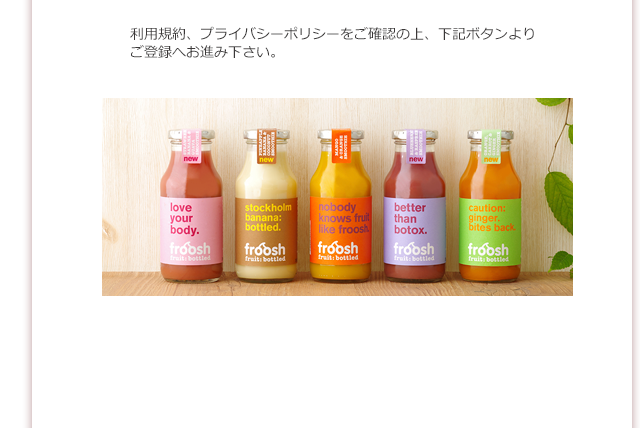 利用規約、プライバシーポリシーをご確認の上、下記ボタンより
ご登録へお進み下さい。
new
love
your
body.
froosh
fruit: bottled
new
stockholm
banana:
bottled.
froosh
fruit: bottled
nobody
knows fruit
like froosh.
froosh
fruit: bottled
new
better
than
botox.
froosh
fruit: bottled
new
caution:
ginger.
bites back.
froosh
fruit: bottled